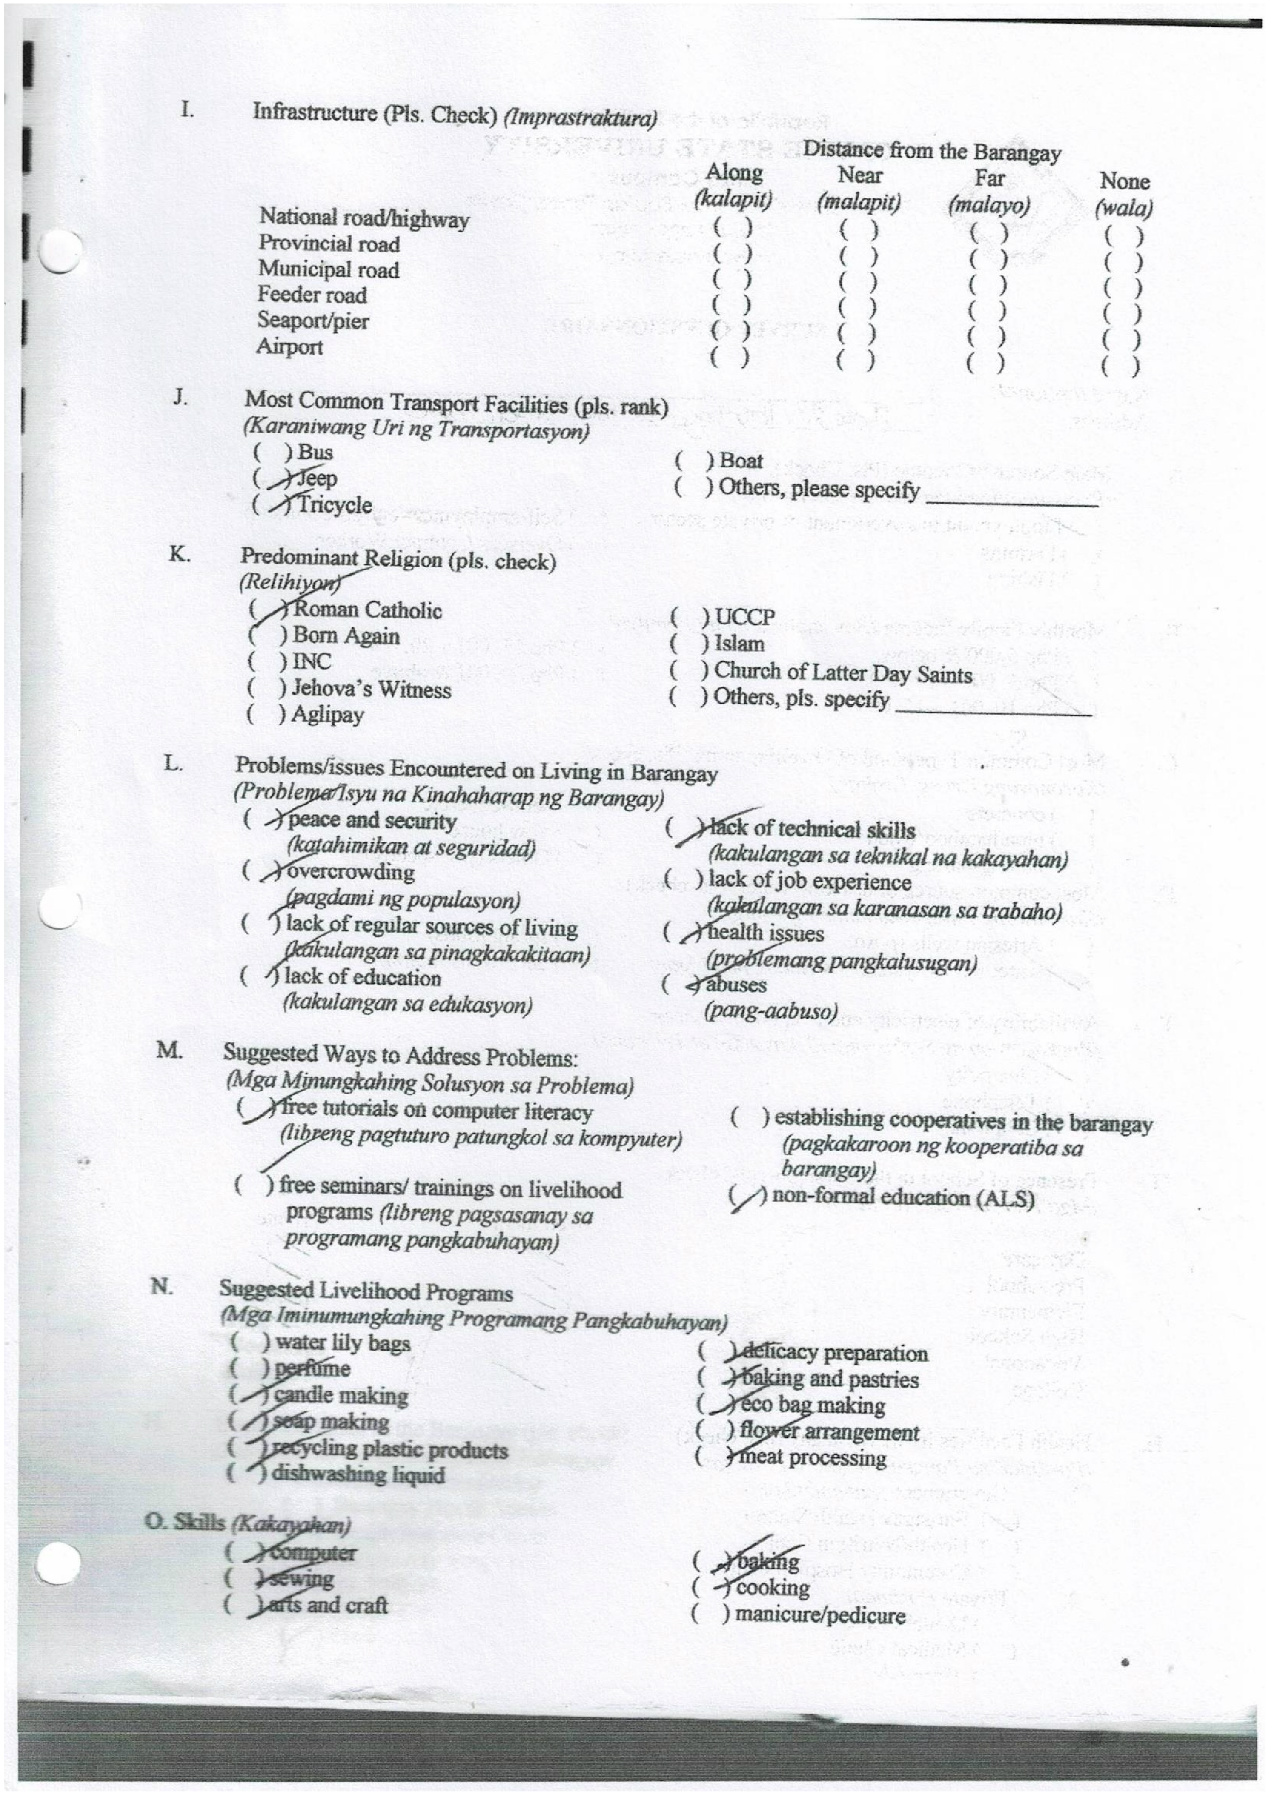 I. Infrastructure (Pls. Check) (Imprastraktura)
Distance from the Barangay
Along Near Far None
(kalapit) (malapit) (malayo) (wala)
National road/highway ( ) ( ) ( ) ( )
Provincial road ( ) ( ) ( ) ( )
Municipal road ( ) ( ) ( ) ( )
Feeder road ( ) ( ) ( ) ( )
Seaport/pier ( ) ( ) ( ) ( )
Airport ( ) ( ) ( ) ( )
J. Most Common Transport Facilities (pls. rank)
(Karaniwang Uri ng Transportasyon)
( ) Bus ( ) Boat
(✓) Jeep ( ) Others, please specify ____________
(✓) Tricycle
K. Predominant Religion (pls. check)
(Relihiyon)
(✓) Roman Catholic ( ) UCCP
( ) Born Again ( ) Islam
( ) INC ( ) Church of Latter Day Saints
( ) Jehova's Witness ( ) Others, pls. specify ____________
( ) Aglipay
L. Problems/issues Encountered on Living in Barangay
(Problema/Isyu na Kinahaharap ng Barangay)
(✓) peace and security (✓) lack of technical skills
(katahimikan at seguridad) (kakulangan sa teknikal na kakayahan)
(✓) overcrowding ( ) lack of job experience
(pagdami ng populasyon) (kakulangan sa karanasan sa trabaho)
(✓) lack of regular sources of living (✓) health issues
(kakulangan sa pinagkakakitaan) (problemang pangkalusugan)
(✓) lack of education (✓) abuses
(kakulangan sa edukasyon) (pang-aabuso)
M. Suggested Ways to Address Problems:
(Mga Minungkahing Solusyon sa Problema)
(✓) free tutorials on computer literacy ( ) establishing cooperatives in the barangay
(libreng pagtuturo patungkol sa kompyuter) (pagkakaroon ng kooperatiba sa
barangay)
(✓) free seminars/ trainings on livelihood (✓) non-formal education (ALS)
programs (libreng pagsasanay sa
programang pangkabuhayan)
N. Suggested Livelihood Programs
(Mga Iminumungkahing Programang Pangkabuhayan)
( ) water lily bags (✓) delicacy preparation
( ) perfume (✓) baking and pastries
(✓) candle making (✓) eco bag making
(✓) soap making ( ) flower arrangement
(✓) recycling plastic products (✓) meat processing
(✓) dishwashing liquid
O. Skills (Kakayahan)
(✓) computer (✓) baking
(✓) sewing (✓) cooking
(✓) arts and craft ( ) manicure/pedicure